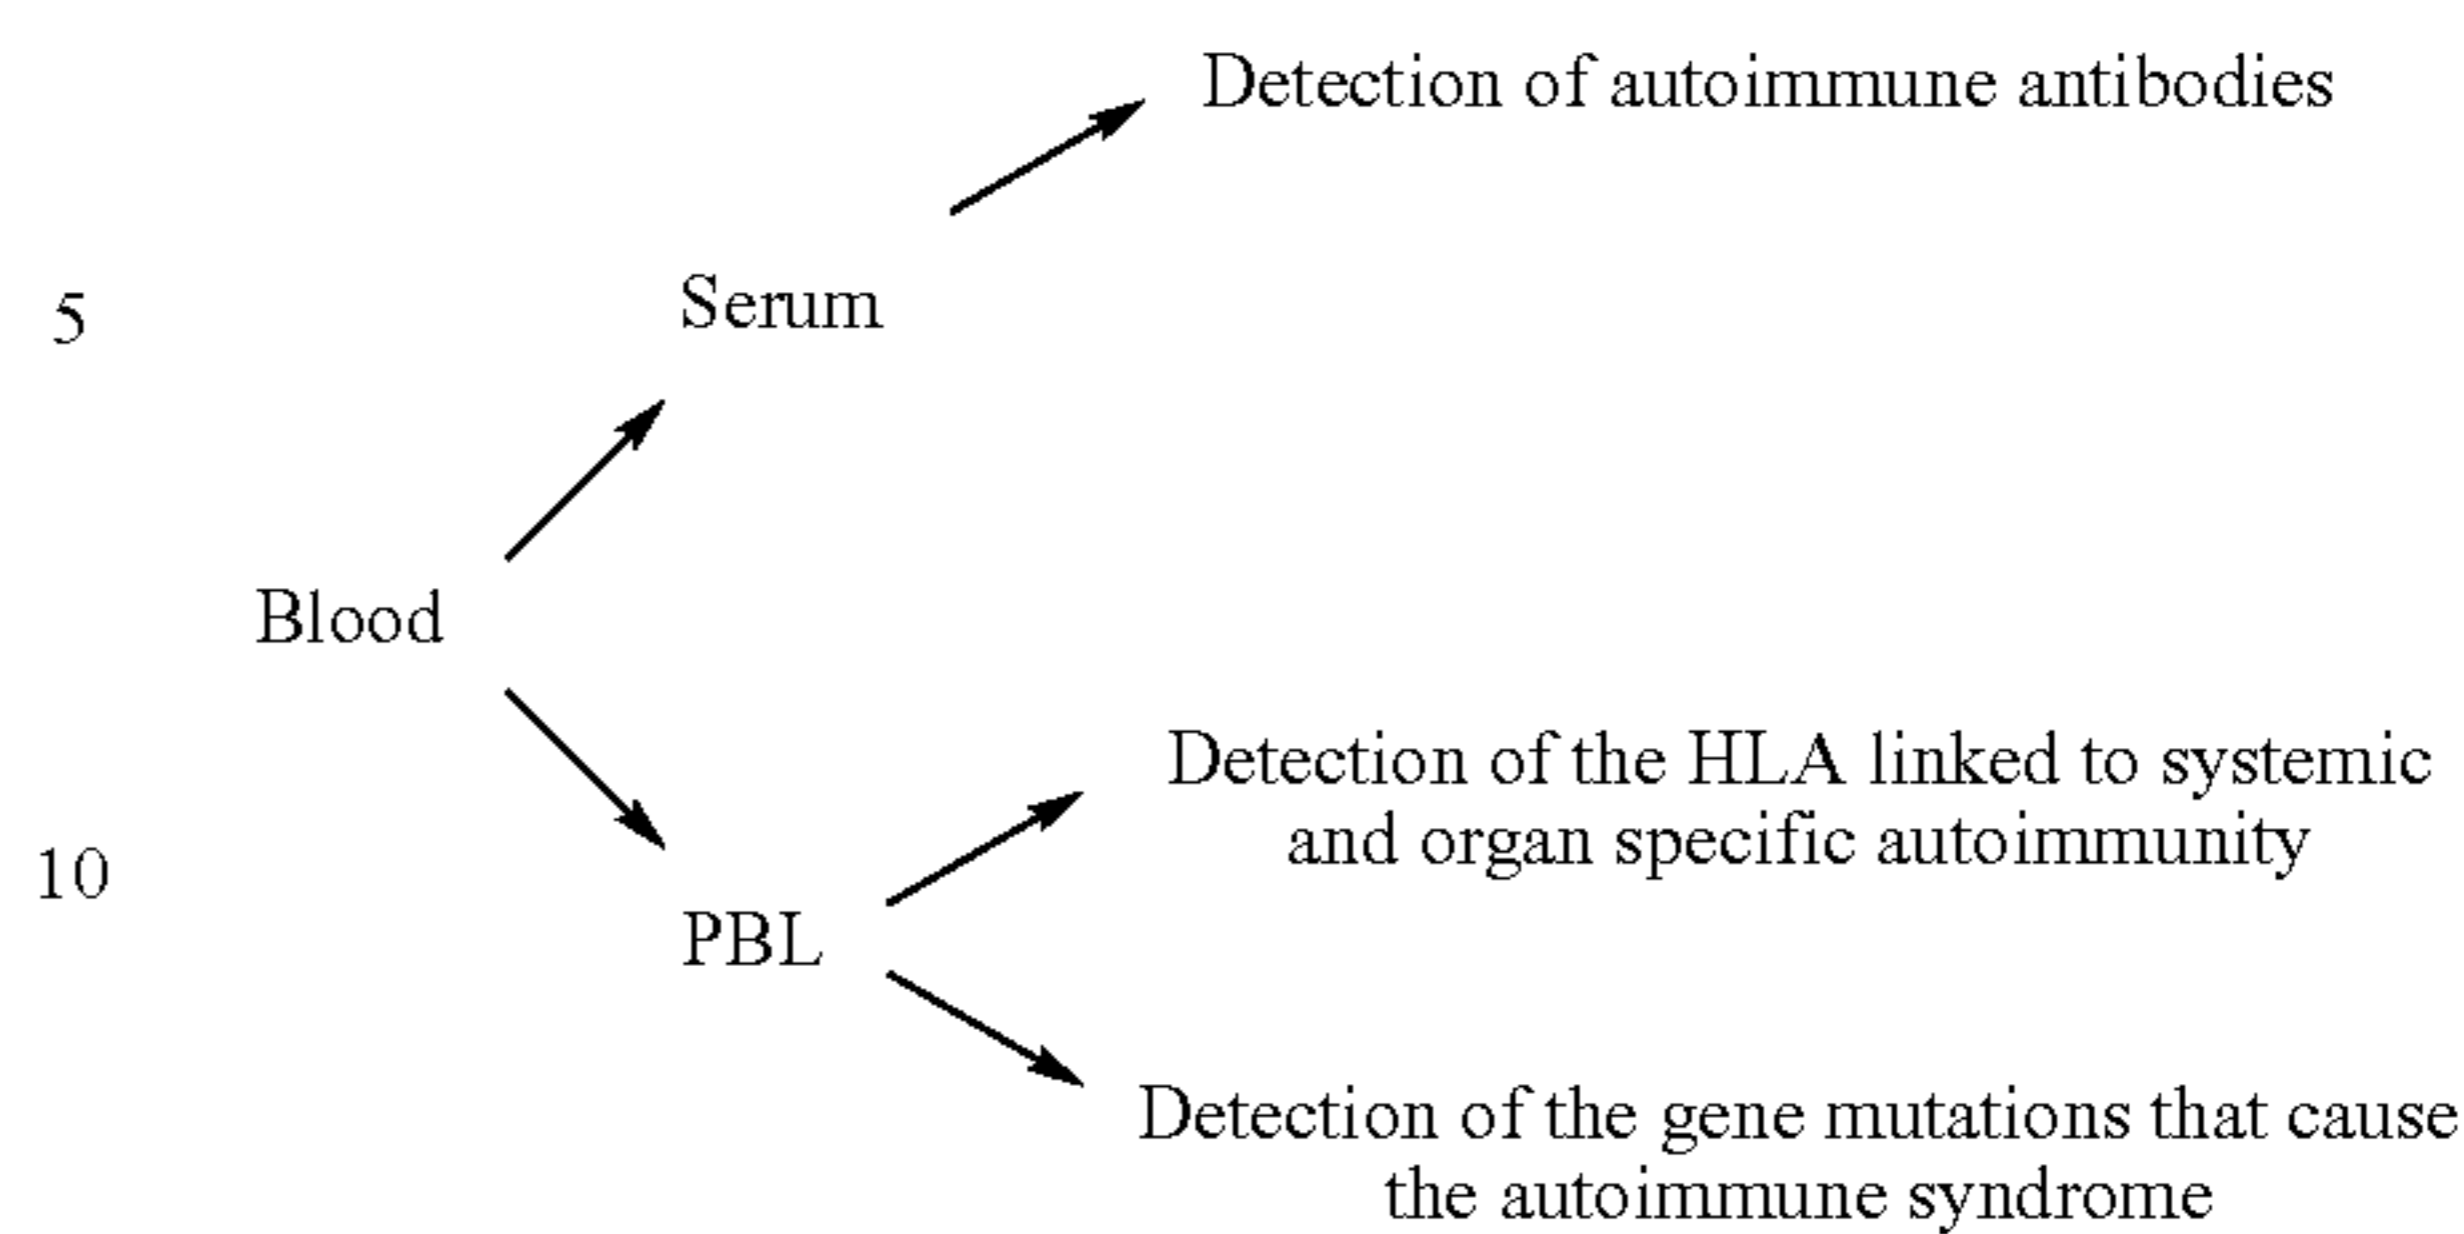 Detection of autoimmune antibodies
5
Serum
Blood
Detection of the HLA linked to systemic
and organ specific autoimmunity
10
PBL
Detection of the gene mutations that cause
the autoimmune syndrome